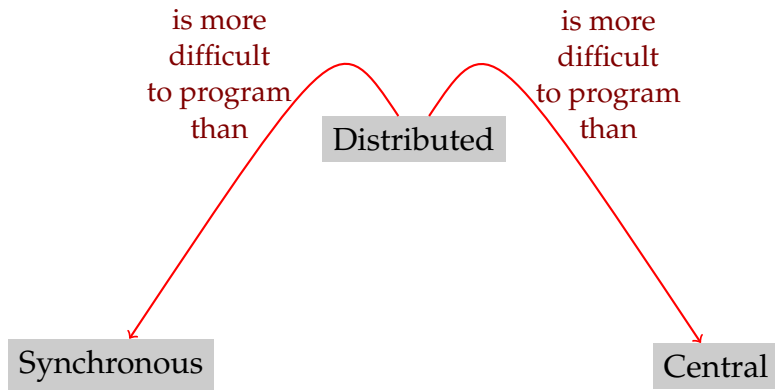 is more
difficult
to program
than
is more
difficult
to program
than
Distributed
Synchronous
Central